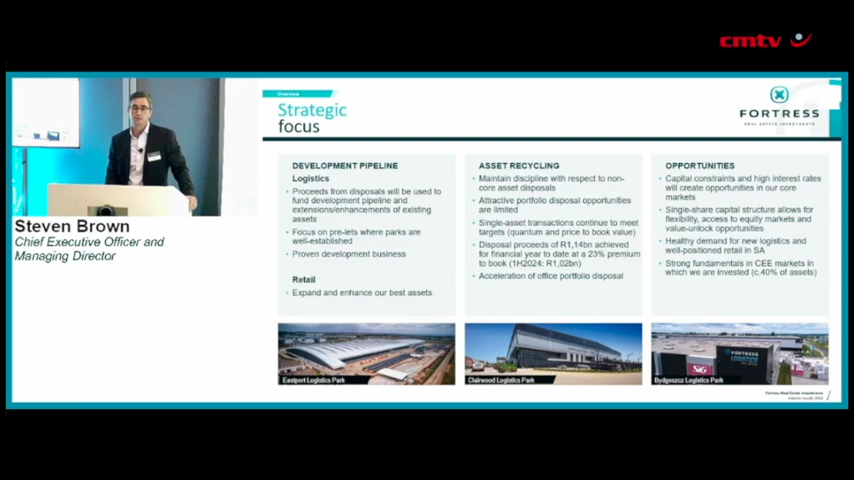 cmtv
Overview
Strategic
focus
FORTRESS
REAL ESTATE INVESTMENTS
DEVELOPMENT PIPELINE
Logistics
• Proceeds from disposals will be used to
fund development pipeline and
extensions/enhancements of existing
assets
• Focus on pre-lets where parks are
well-established
• Proven development business
Retail
• Expand and enhance our best assets
ASSET RECYCLING
• Maintain discipline with respect to non-
core asset disposals
• Attractive portfolio disposal opportunities
are limited
• Single-asset transactions continue to meet
targets (quantum and price to book value)
• Disposal proceeds of R1,14bn achieved
for financial year to date at a 23% premium
to book (1H2024: R1,02bn)
• Acceleration of office portfolio disposal
OPPORTUNITIES
• Capital constraints and high interest rates
will create opportunities in our core
markets
• Single-share capital structure allows for
flexibility, access to equity markets and
value-unlock opportunities
• Healthy demand for new logistics and
well-positioned retail in SA
• Strong fundamentals in CEE markets in
which we are invested (c.40% of assets)
Steven Brown
Chief Executive Officer and
Managing Director
Eastport Logistics Park
Clairwood Logistics Park
FORTRESS
LOGISTICS
Bydgoszcz Logistics Park
Fortress Real Estate Investments